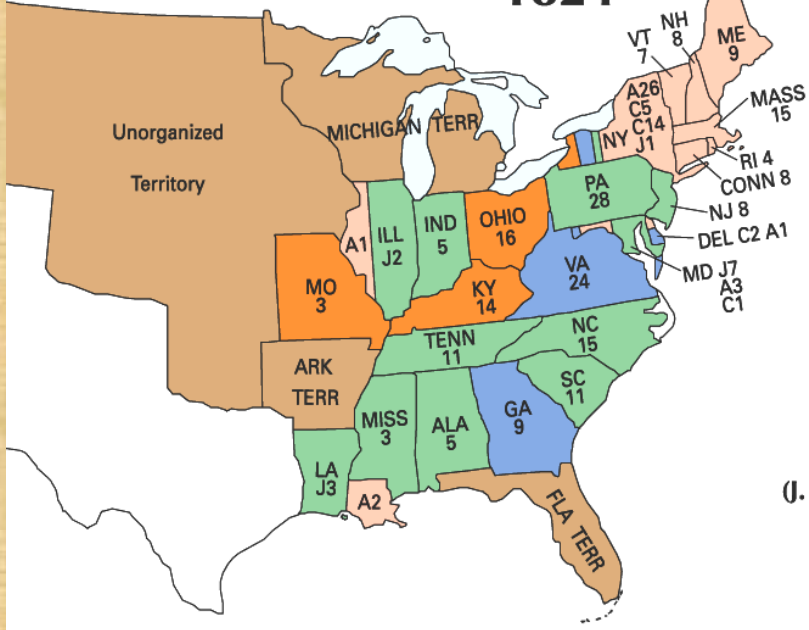 1824
NH
8
VT
7
ME
9
MASS
15
A26
C5
C14
NY J1
RI 4
CONN 8
NJ 8
DEL C2 A1
MD J7
A3
C1
PA
28
Unorganized
Territory
MICHIGAN TERR
A1
ILL
J2
IND
5
OHIO
16
MO
3
KY
14
VA
24
TENN
11
NC
15
ARK
TERR
SC
11
MISS
3
ALA
5
GA
9
LA
J3
A2
FLA TERR
(J.